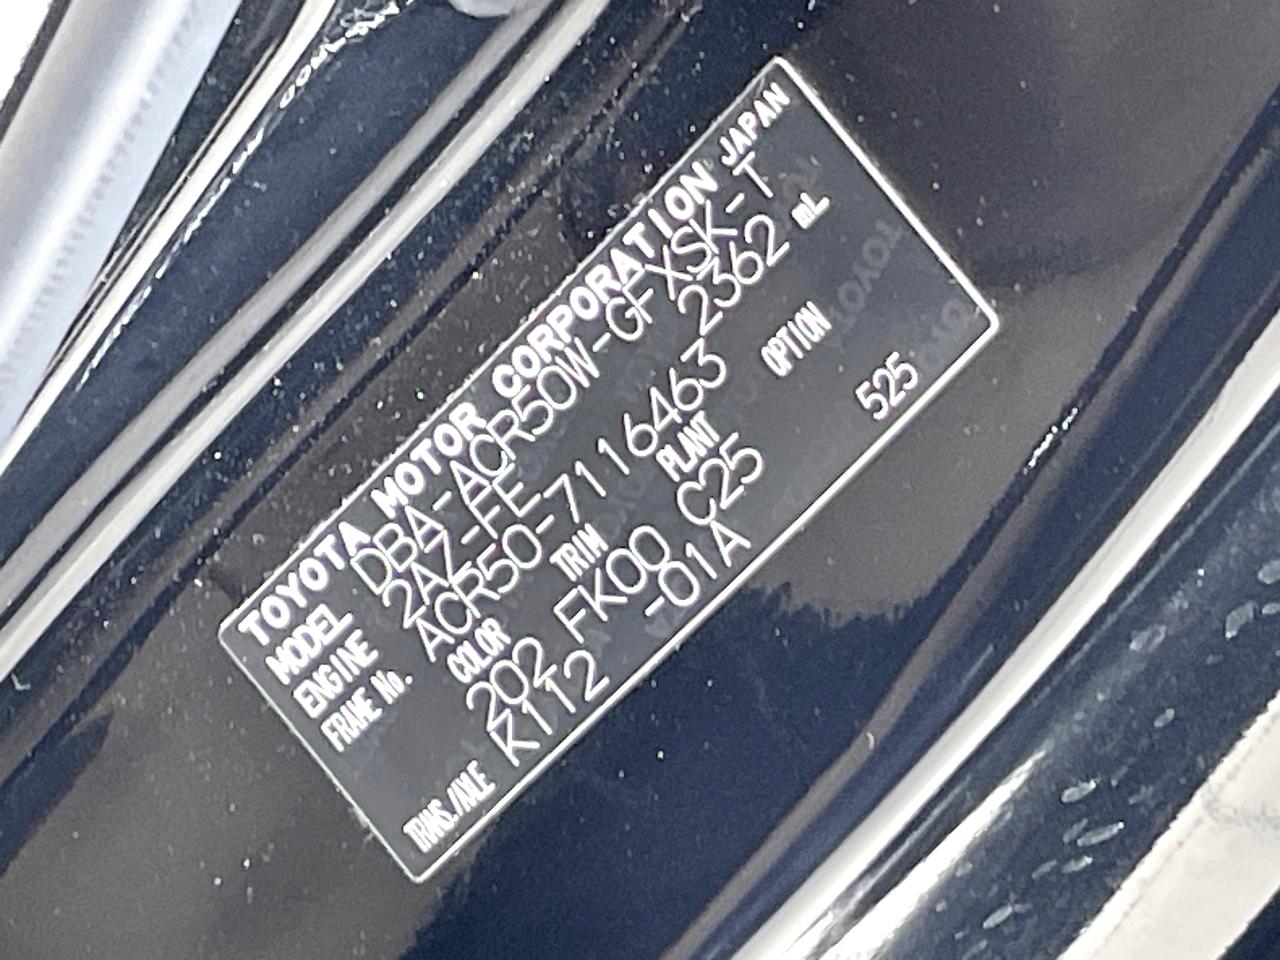 TOYOTA MOTOR CORPORATION JAPAN
MODEL DBA-ACR50W-GFXSK-T
ENGINE 2AZ-FE 2362 mL
FRAME No. ACR50-7116463
COLOR TRIM PLANT OPTION
202 FK00 C25
TRANS./AXLE K112 -01A 525